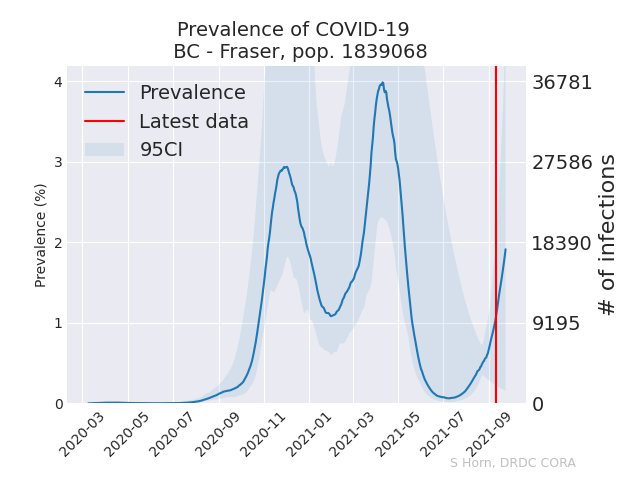 Prevalence of COVID-19
BC - Fraser, pop. 1839068
Prevalence
Latest data
95CI
Prevalence (%)
4
3
2
1
0
36781
27586
18390
9195
0
# of infections
2020-03
2020-05
2020-07
2020-09
2020-11
2021-01
2021-03
2021-05
2021-07
2021-09
S Horn, DRDC CORA